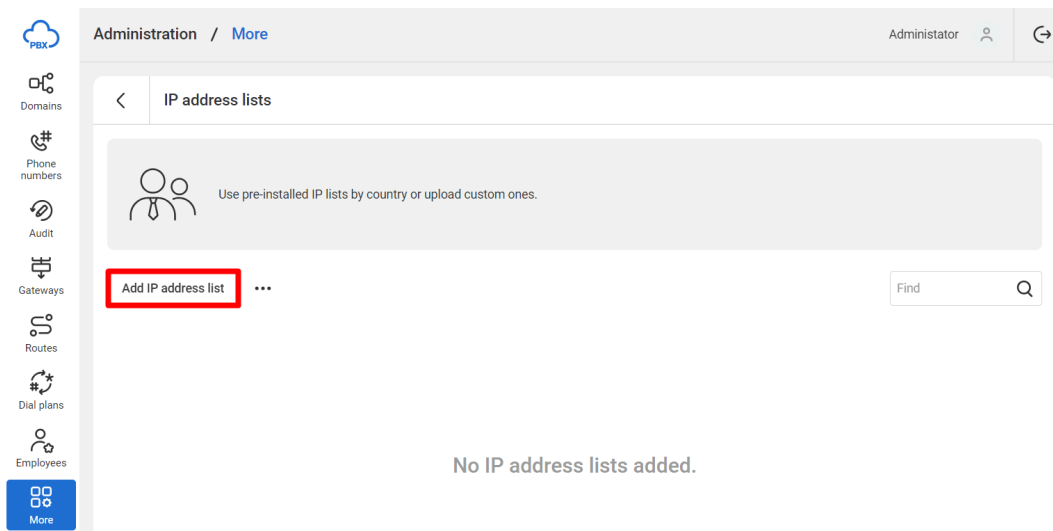 PBX
Administration / More
Administator
Domains
Phone
numbers
Audit
Gateways
Routes
Dial plans
Employees
More
IP address lists
Use pre-installed IP lists by country or upload custom ones.
Add IP address list
•••
Find
No IP address lists added.